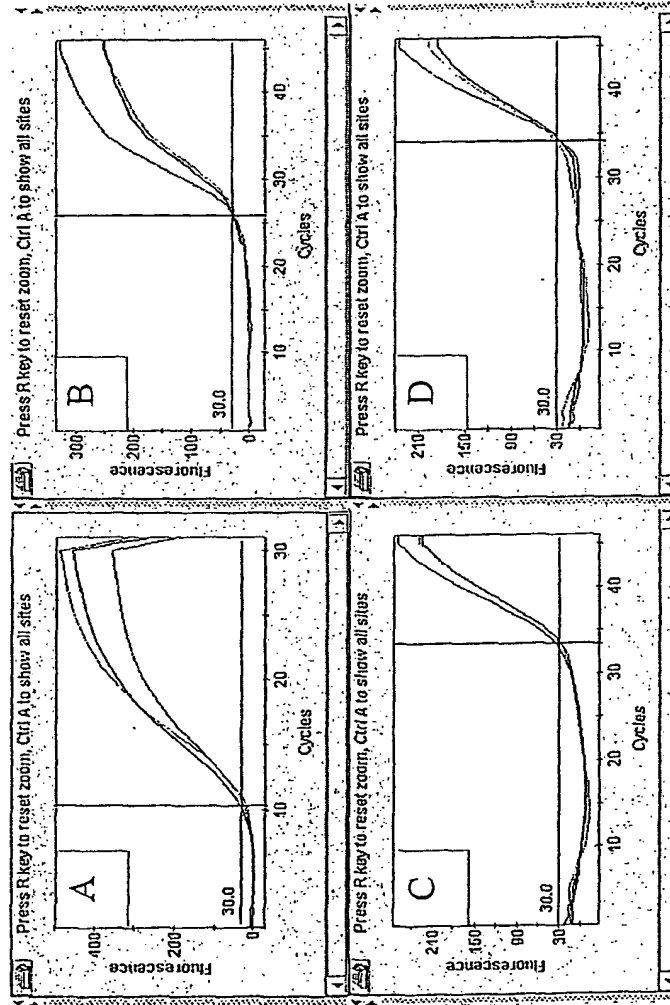 Press R key to reset zoom, Ctrl A to show all sites
A
Fluorescence
400
200
0
30.0
10 20 30
Cycles
Press R key to reset zoom, Ctrl A to show all sites
B
Fluorescence
300
200
100
0
30.0
10 20 30 40
Cycles
Press R key to reset zoom, Ctrl A to show all sites
C
Fluorescence
210
150
90
30
30.0
10 20 30 40
Cycles
Press R key to reset zoom, Ctrl A to show all sites
D
Fluorescence
210
150
90
30
30.0
10 20 30 40
Cycles